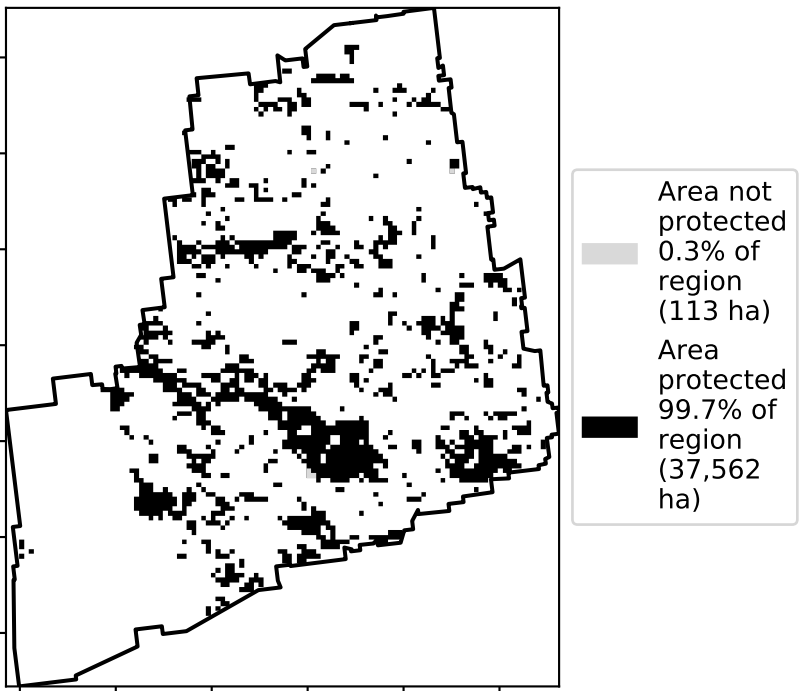 Area not
protected
0.3% of
region
(113 ha)
Area
protected
99.7% of
region
(37,562
ha)